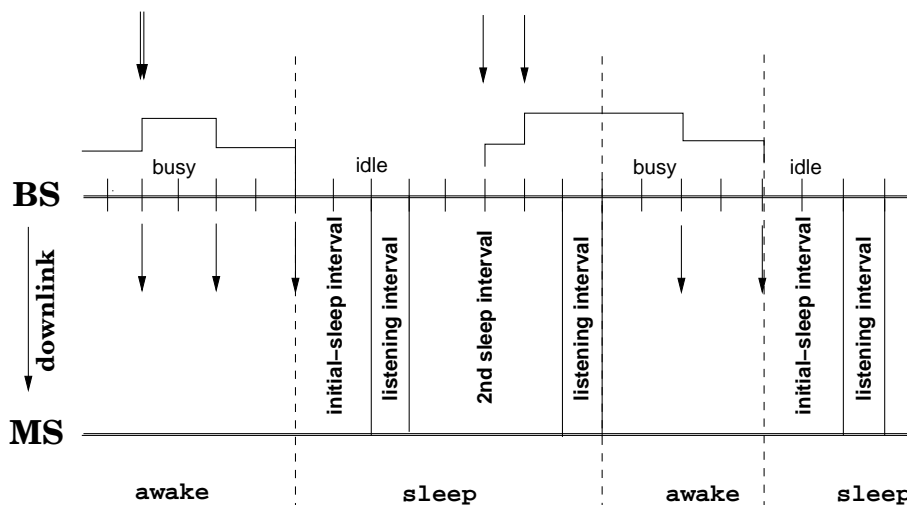 busy
idle
busy
idle
BS
downlink
initial-sleep interval
listening interval
2nd sleep interval
listening interval
initial-sleep interval
listening interval
MS
awake
sleep
awake
sleep